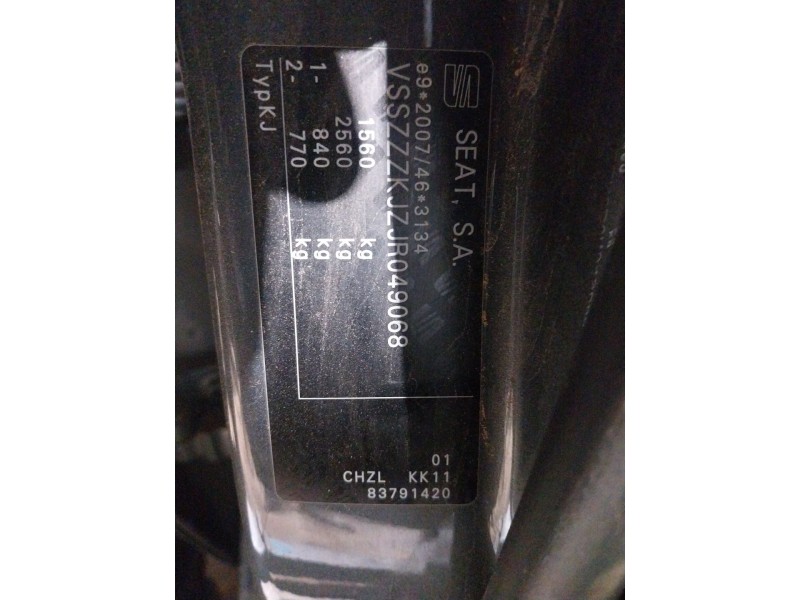 SEAT, S.A.
e9*2007/46*3134
VSSZZZKJZJR049068
1560 kg
2560 kg
1- 840 kg
2- 770 kg
TypKJ
01
CHZL KK11
83791420